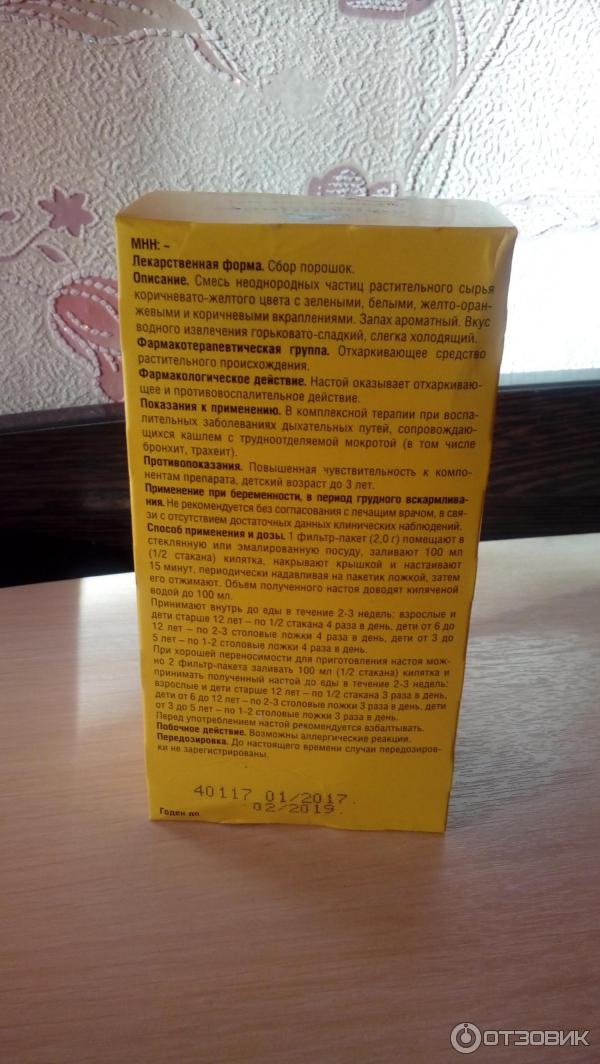 МНН: –
Лекарственная форма. Сбор порошок.
Описание. Смесь неоднородных частиц растительного сырья
коричневато-желтого цвета с зелеными, белыми, желто-оран-
жевыми и коричневыми вкраплениями. Запах ароматный. Вкус
водного извлечения горьковато-сладкий, слегка холодящий.
Фармакотерапевтическая группа. Отхаркивающее средство
растительного происхождения.
Фармакологическое действие. Настой оказывает отхаркиваю-
щее и противовоспалительное действие.
Показания к применению. В комплексной терапии при воспа-
лительных заболеваниях дыхательных путей, сопровождаю-
щихся кашлем с трудноотделяемой мокротой (в том числе
бронхит, трахеит).
Противопоказания. Повышенная чувствительность к компо-
нентам препарата, детский возраст до 3 лет.
Применение при беременности, в период грудного вскармлива-
ния. Не рекомендуется без согласования с лечащим врачом, в свя-
зи с отсутствием достаточных данных клинических наблюдений.
Способ применения и дозы. 1 фильтр-пакет (2,0 г) помещают в
стеклянную или эмалированную посуду, заливают 100 мл
(1/2 стакана) кипятка, накрывают крышкой и настаивают
15 минут, периодически надавливая на пакетик ложкой, затем
его отжимают. Объем полученного настоя доводят кипяченой
водой до 100 мл.
Принимают внутрь до еды в течение 2-3 недель: взрослые и
дети старше 12 лет – по 1/2 стакана 4 раза в день, дети от 6 до
12 лет – по 2-3 столовые ложки 4 раза в день, дети от 3 до
5 лет – по 1-2 столовые ложки 4 раза в день.
При хорошей переносимости для приготовления настоя мож-
но 2 фильтр-пакета заливать 100 мл (1/2 стакана) кипятка и
принимать полученный настой до еды в течение 2-3 недель:
взрослые и дети старше 12 лет – по 1/2 стакана 3 раза в день,
дети от 6 до 12 лет – по 2-3 столовые ложки 3 раза в день, дети
от 3 до 5 лет – по 1-2 столовые ложки 3 раза в день.
Перед употреблением настой рекомендуется взбалтывать.
Побочное действие. Возможны аллергические реакции.
Передозировка. До настоящего времени случаи передозиров-
ки не зарегистрированы.
40117 01/2017
Годен до 02/2019
ОТЗОВИК